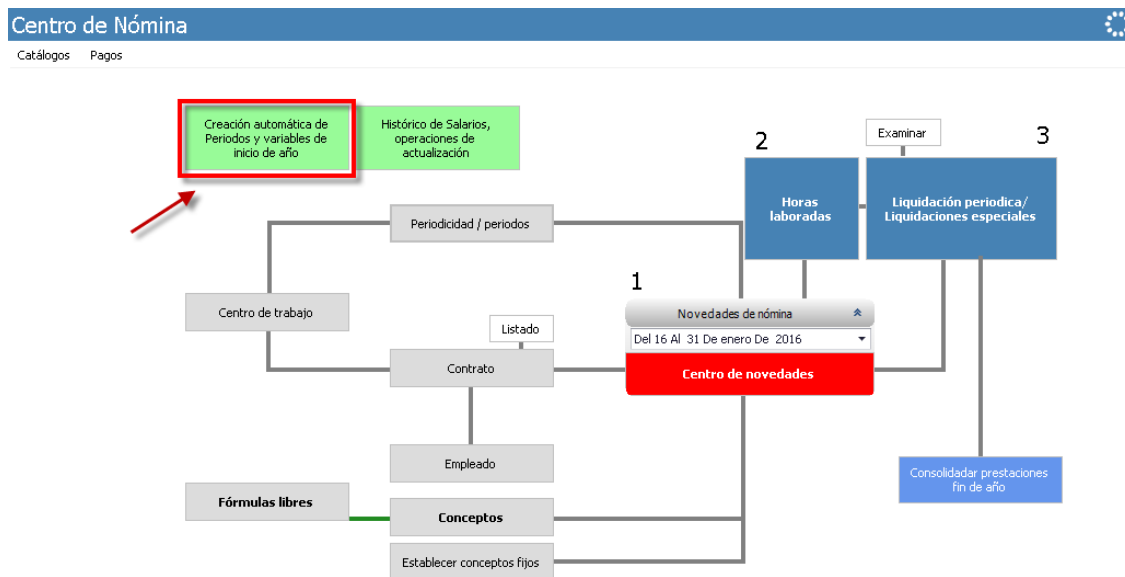 Centro de Nómina
Catálogos Pagos
Creación automática de
Periodos y variables de
inicio de año
Histórico de Salarios,
operaciones de
actualización
2
Examinar
3
Horas
laboradas
Liquidación periodica/
Liquidaciones especiales
Periodicidad / periodos
1
Centro de trabajo
Novedades de nómina
Listado
Del 16 Al 31 De enero De 2016
Contrato
Centro de novedades
Empleado
Consolidadar prestaciones
fin de año
Fórmulas libres
Conceptos
Establecer conceptos fijos